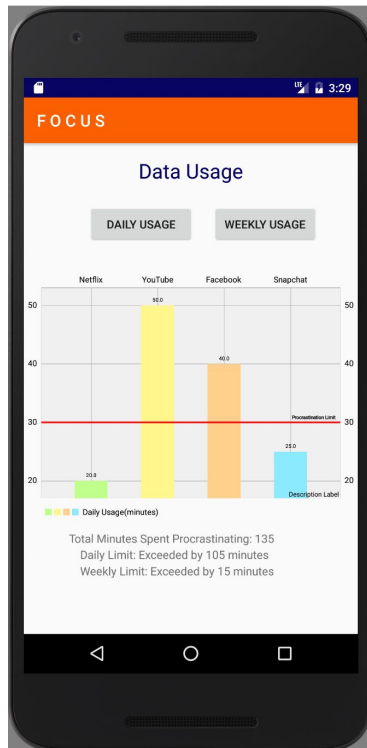 LTE 3:29
FOCUS
Data Usage
DAILY USAGE WEEKLY USAGE
Netflix YouTube Facebook Snapchat
50 50.0 50
40 40.0 40
Procrastination Limit
30 30
25.0
20 20.0 20
Description Label
Daily Usage(minutes)
Total Minutes Spent Procrastinating: 135
Daily Limit: Exceeded by 105 minutes
Weekly Limit: Exceeded by 15 minutes